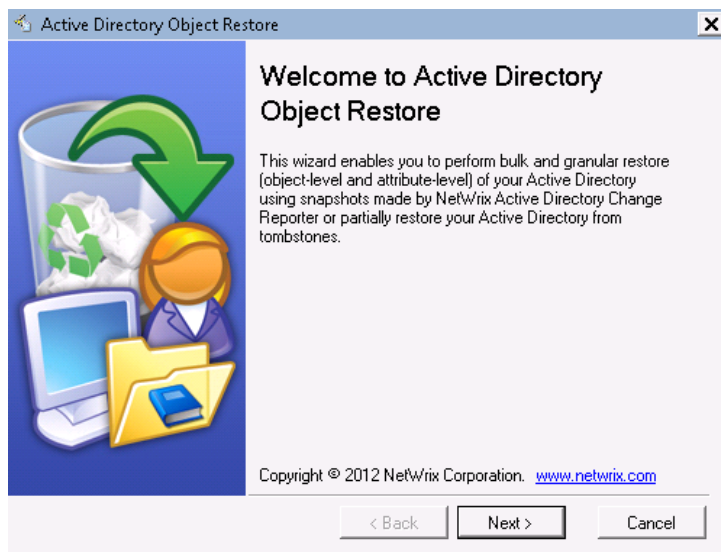 Active Directory Object Restore
Welcome to Active Directory
Object Restore
This wizard enables you to perform bulk and granular restore
(object-level and attribute-level) of your Active Directory
using snapshots made by NetWrix Active Directory Change
Reporter or partially restore your Active Directory from
tombstones.
Copyright © 2012 NetWrix Corporation. www.netwrix.com
< Back Next > Cancel